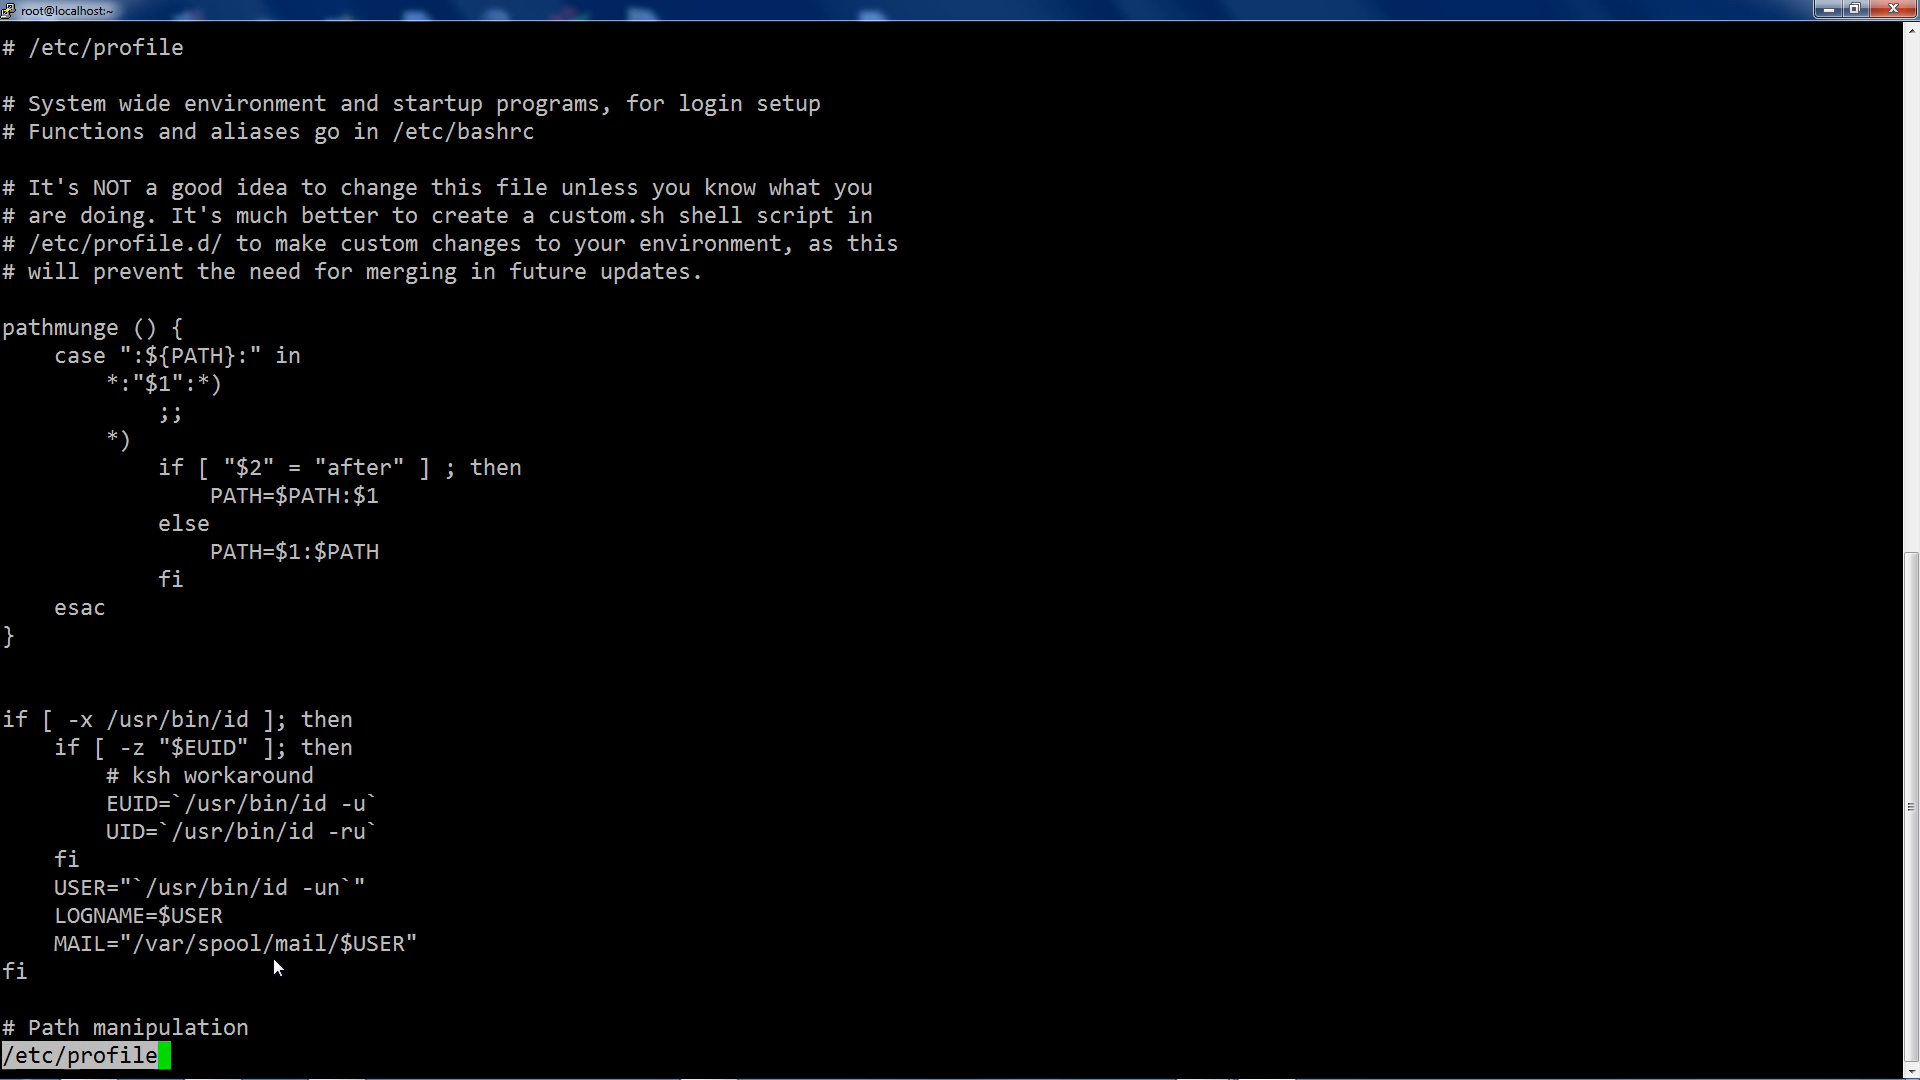 root@localhost:~
# /etc/profile
# System wide environment and startup programs, for login setup
# Functions and aliases go in /etc/bashrc
# It's NOT a good idea to change this file unless you know what you
# are doing. It's much better to create a custom.sh shell script in
# /etc/profile.d/ to make custom changes to your environment, as this
# will prevent the need for merging in future updates.
pathmunge () {
    case ":${PATH}:" in
        *:"$1":*)
            ;;
        *)
            if [ "$2" = "after" ] ; then
                PATH=$PATH:$1
            else
                PATH=$1:$PATH
            fi
    esac
}
if [ -x /usr/bin/id ]; then
    if [ -z "$EUID" ]; then
        # ksh workaround
        EUID=`/usr/bin/id -u`
        UID=`/usr/bin/id -ru`
    fi
    USER="`/usr/bin/id -un`"
    LOGNAME=$USER
    MAIL="/var/spool/mail/$USER"
fi
# Path manipulation
/etc/profile